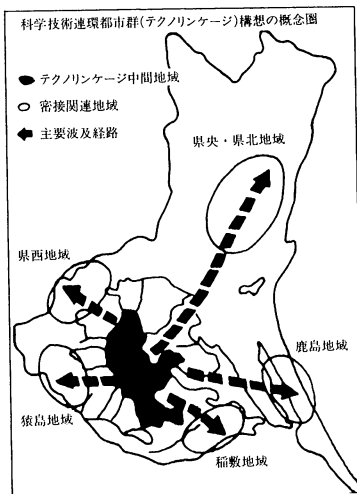 科学技術連環都市群(テクノリンケージ)構想の概念圏
テクノリンケージ中間地域
密接関連地域
主要波及経路
県央・県北地域
県西地域
鹿島地域
猿島地域
稲敷地域